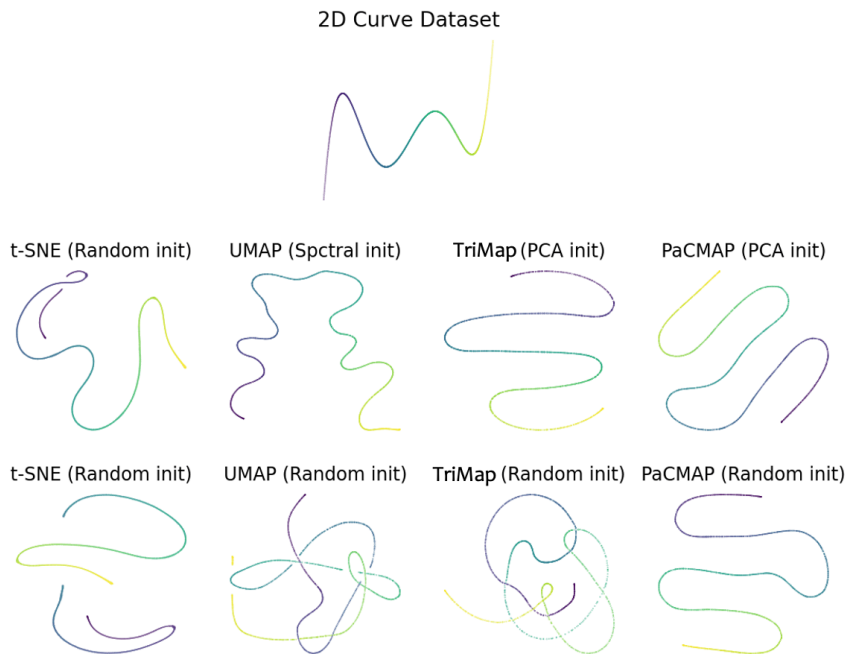 2D Curve Dataset
t-SNE (Random init)
UMAP (Spctral init)
TriMap (PCA init)
PaCMAP (PCA init)
t-SNE (Random init)
UMAP (Random init)
TriMap (Random init)
PaCMAP (Random init)